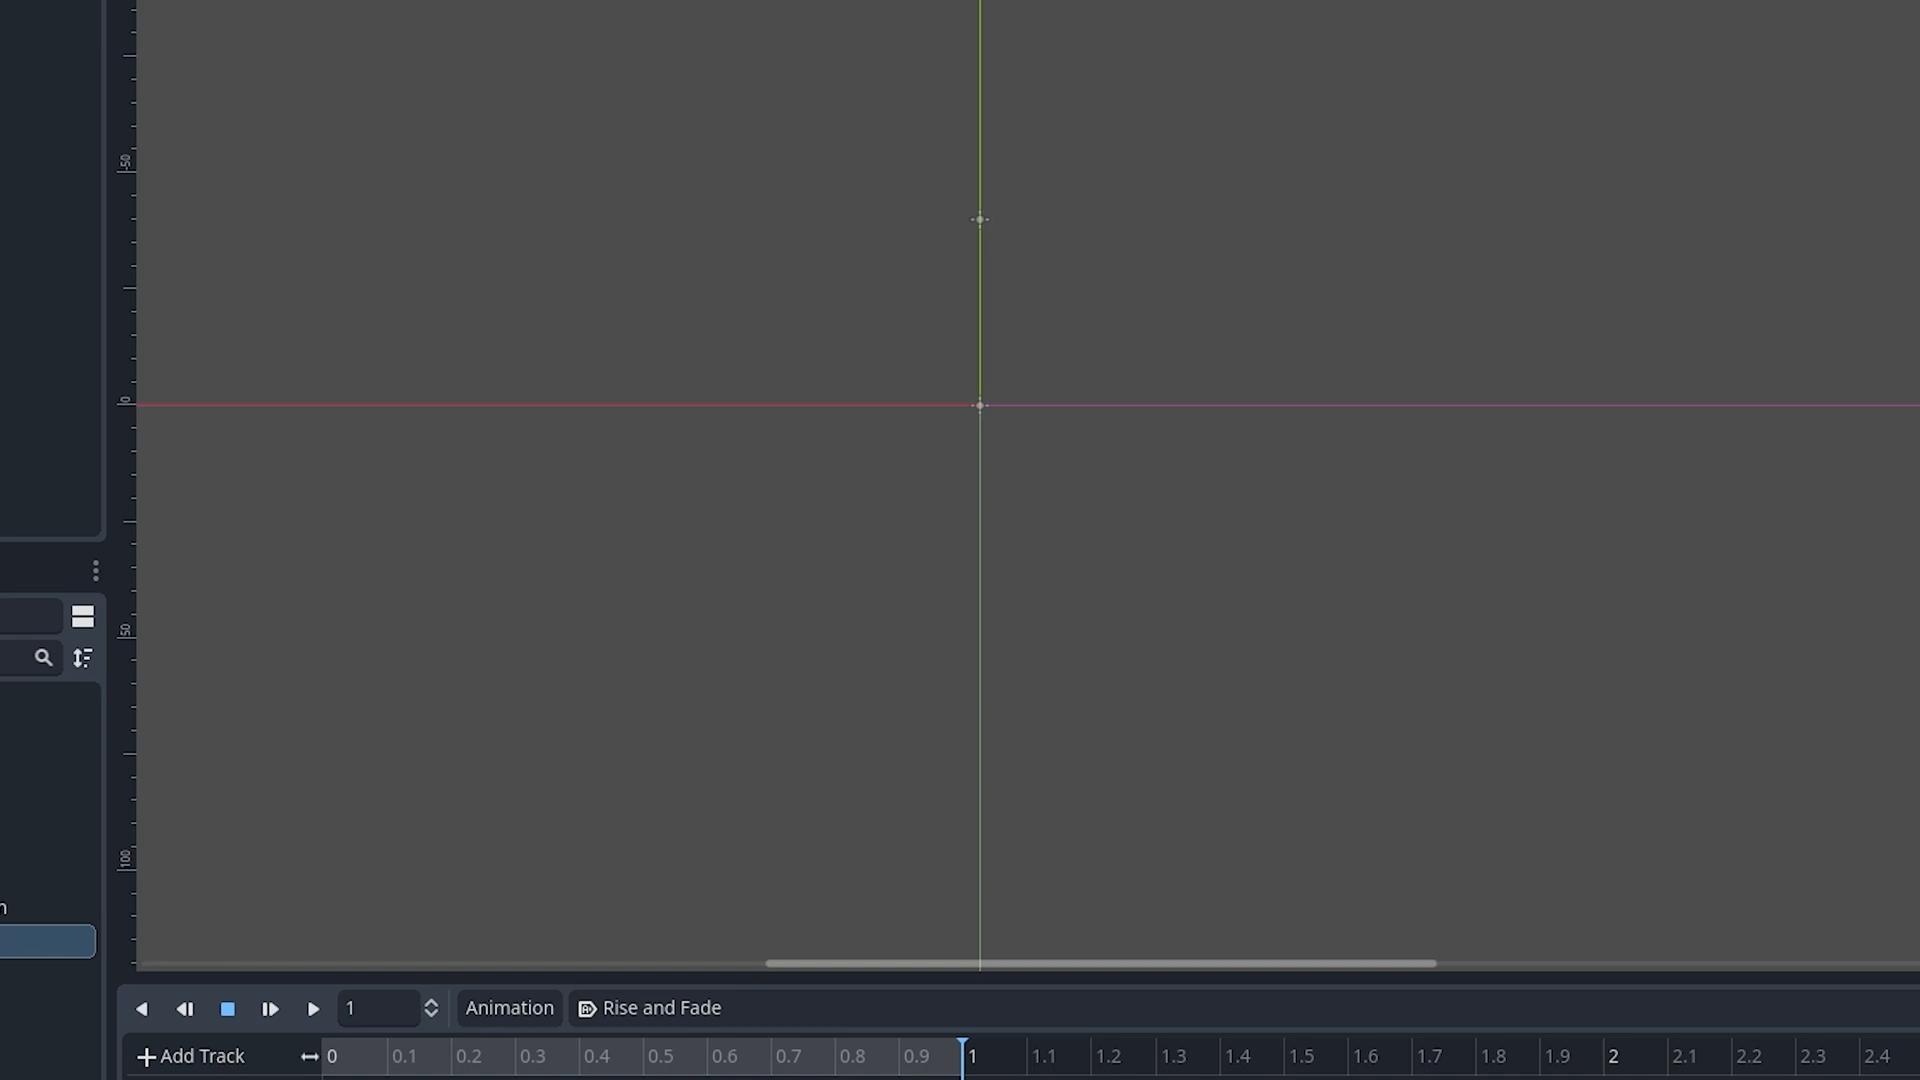 -50
0
50
100
n
1 Animation Rise and Fade
Add Track 0 0.1 0.2 0.3 0.4 0.5 0.6 0.7 0.8 0.9 1 1.1 1.2 1.3 1.4 1.5 1.6 1.7 1.8 1.9 2 2.1 2.2 2.3 2.4